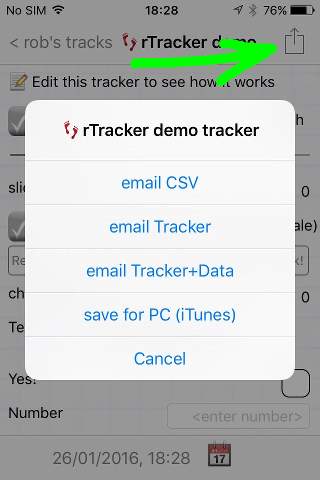 No SIM 18:28 76%
< rob's tracks rTracker demo
Edit this tracker to see how it works
h
rTracker demo tracker
slid 0
email CSV
ale)
email Tracker
Re k!
email Tracker+Data
ch 0
save for PC (iTunes)
Te
Cancel
Yes!
Number <enter number>
26/01/2016, 18:28 17